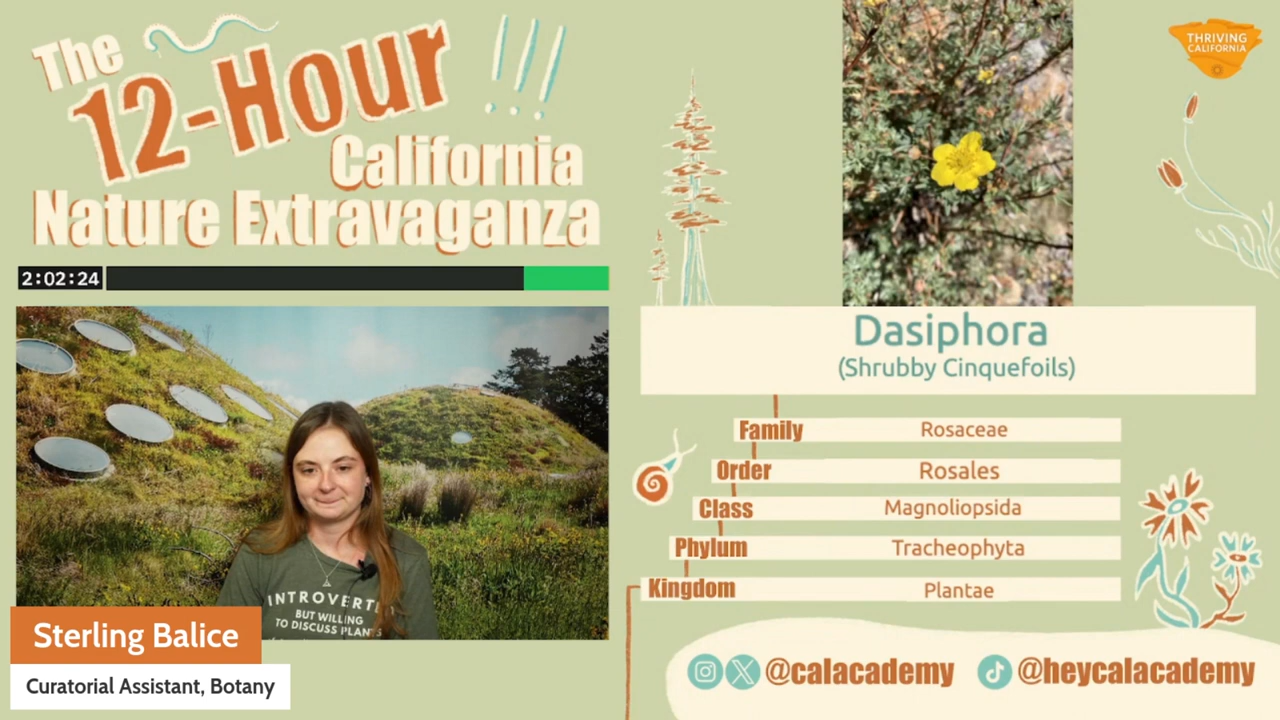 The
12-Hour
!!!
California
Nature Extravaganza
2:02:24
INTROVERTED
BUT WILLING
TO DISCUSS PLANTS
Sterling Balice
Curatorial Assistant, Botany
THRIVING
CALIFORNIA
Dasiphora
(Shrubby Cinquefoils)
Family Rosaceae
Order Rosales
Class Magnoliopsida
Phylum Tracheophyta
Kingdom Plantae
@calacademy @heycalacademy